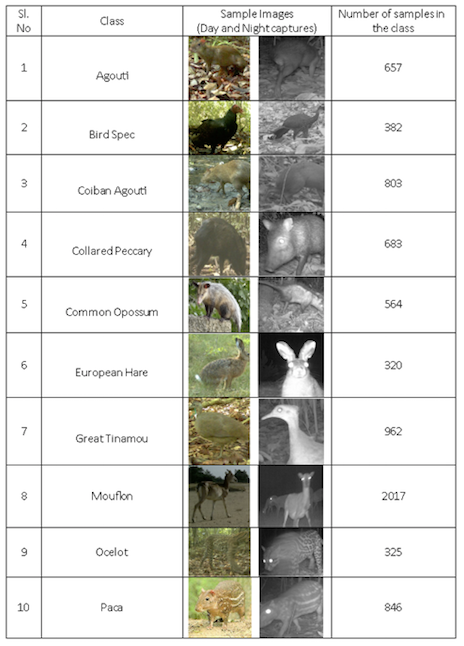 Sl. No
Class
Sample Images
(Day and Night captures)
Number of samples in
the class
1
Agouti
657
2
Bird Spec
382
3
Coiban Agouti
803
4
Collared Peccary
683
5
Common Opossum
564
6
European Hare
320
7
Great Tinamou
962
8
Mouflon
2017
9
Ocelot
325
10
Paca
846